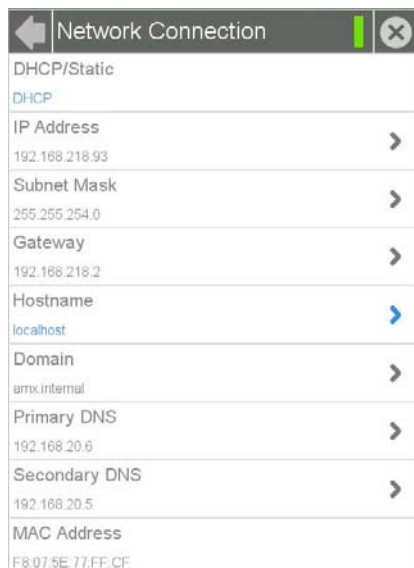 Network Connection
DHCP/Static
DHCP
IP Address
192.168.218.93
Subnet Mask
255.255.254.0
Gateway
192.168.218.2
Hostname
localhost
Domain
amx.internal
Primary DNS
192.168.20.6
Secondary DNS
192.168.20.5
MAC Address
F8:07:5E:77:FF:CF